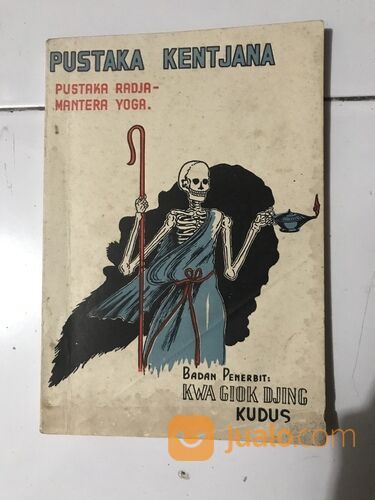 PUSTAKA KENTJANA
PUSTAKA RADJA-
MANTERA YOGA.
BADAN PENERBIT:
KWA GIOK DJING
KUDUS
jualo.com